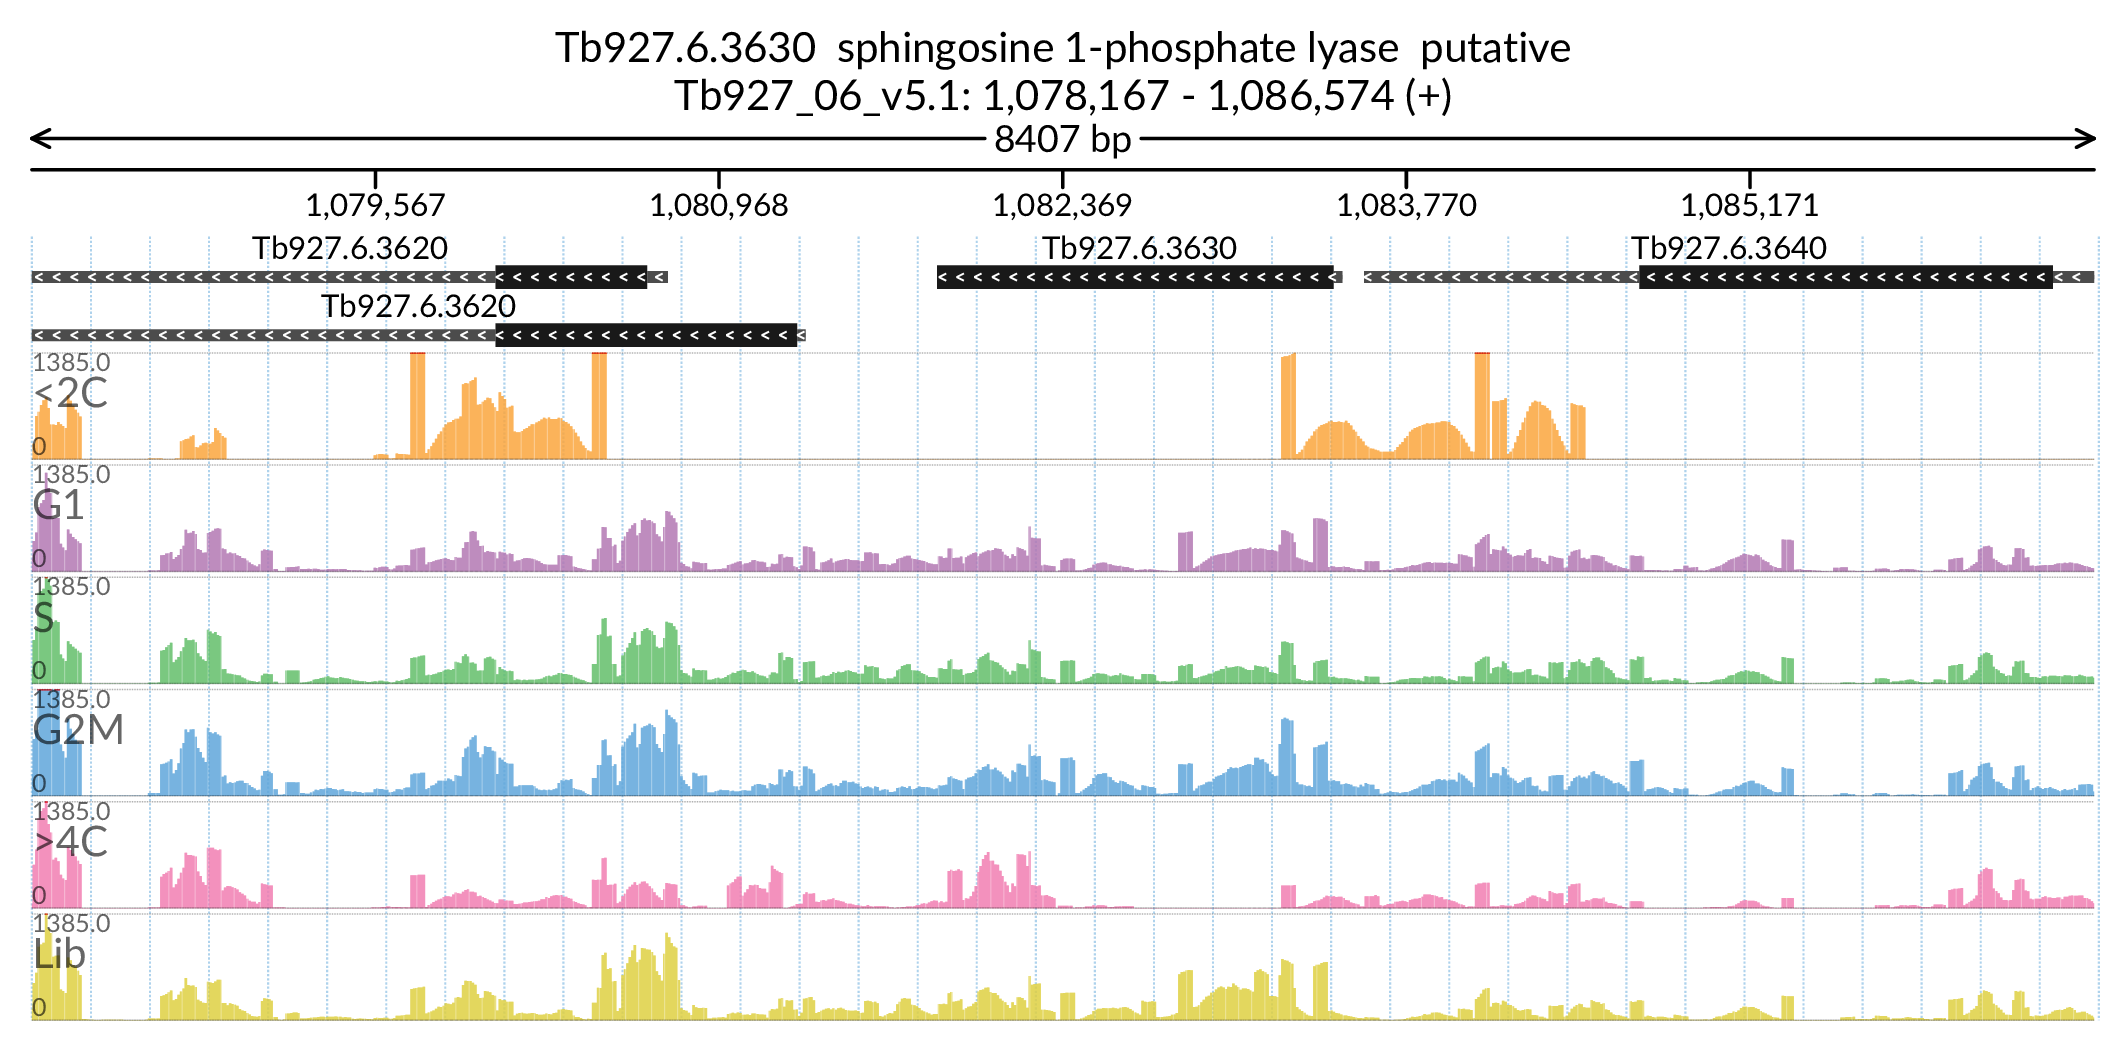 Tb927.6.3630  sphingosine 1-phosphate lyase  putative
Tb927_06_v5.1: 1,078,167 - 1,086,574 (+)
8407 bp
1,079,567 1,080,968 1,082,369 1,083,770 1,085,171
Tb927.6.3620 Tb927.6.3630 Tb927.6.3640
Tb927.6.3620
1385.0
<2C
0
1385.0
G1
0
1385.0
S
0
1385.0
G2M
0
1385.0
>4C
0
1385.0
Lib
0